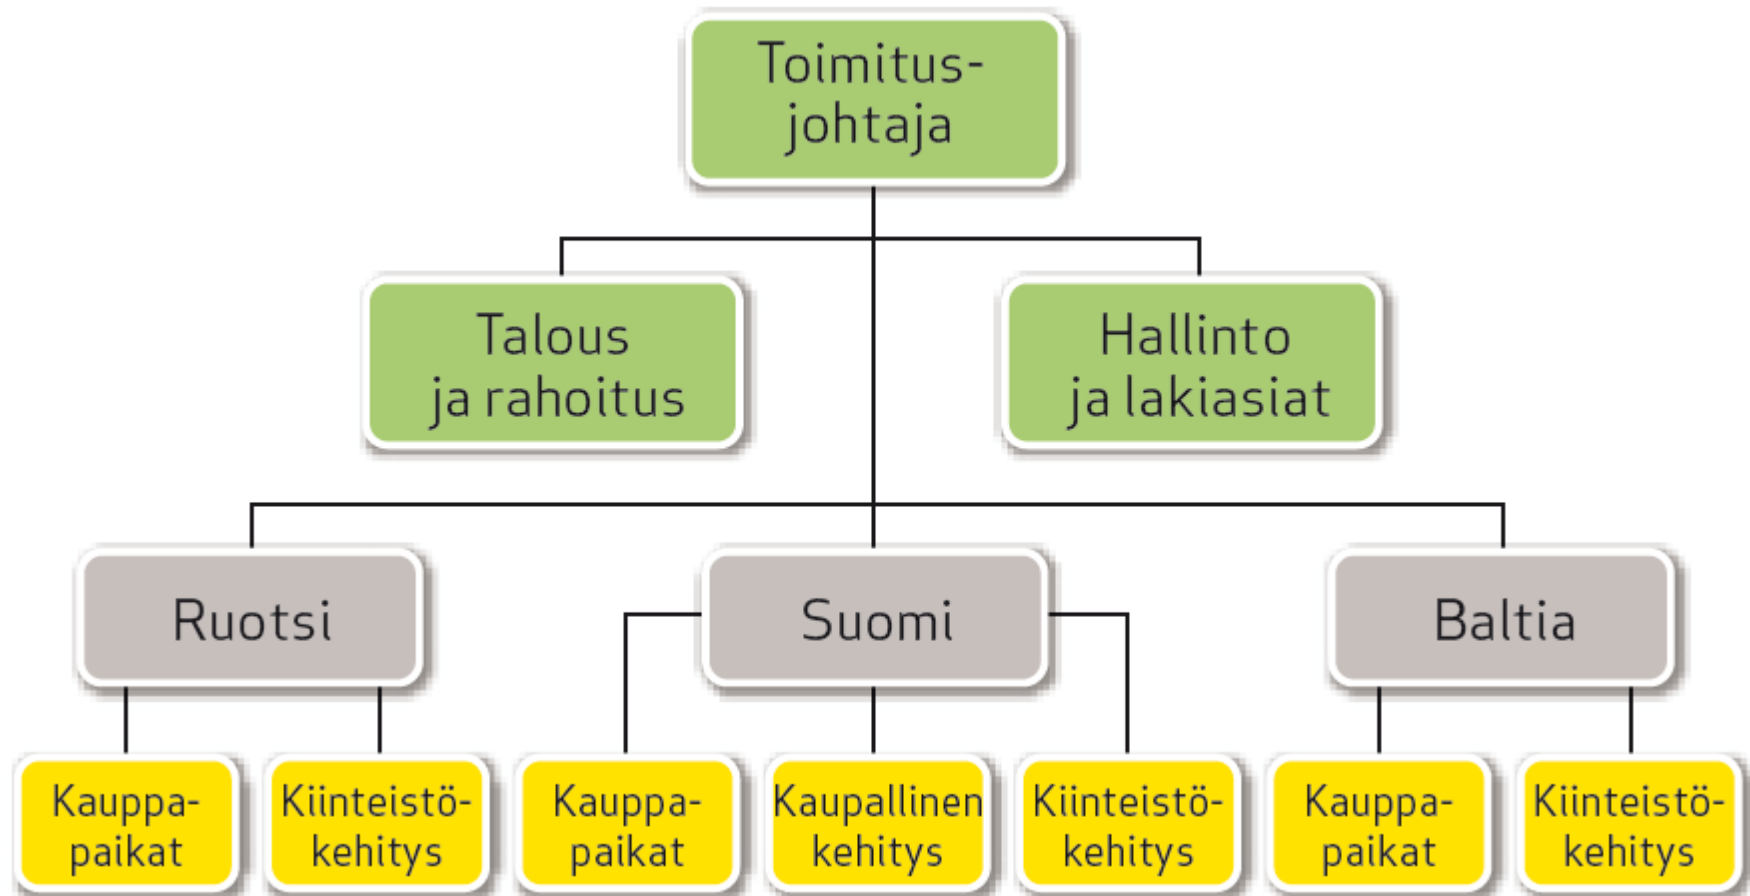 Toimitus-
johtaja
Talous
ja rahoitus
Hallinto
ja lakiasiat
Ruotsi
Suomi
Baltia
Kauppa-
paikat
Kiinteistö-
kehitys
Kauppa-
paikat
Kaupallinen
kehitys
Kiinteistö-
kehitys
Kauppa-
paikat
Kiinteistö-
kehitys